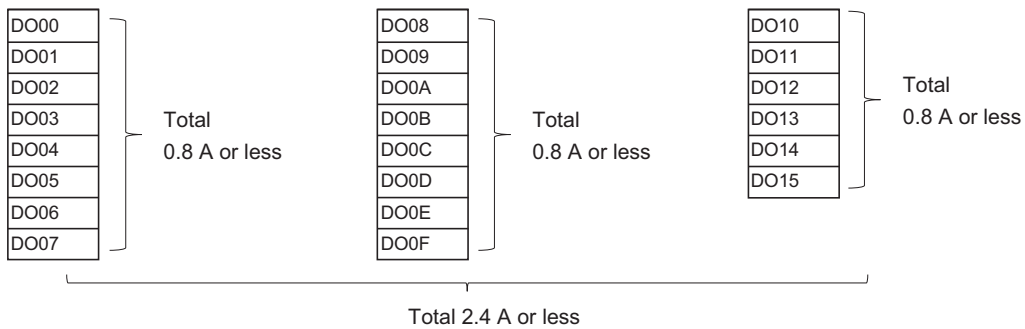 DO00
DO01
DO02
DO03
DO04
DO05
DO06
DO07
Total
0.8 A or less
DO08
DO09
DO0A
DO0B
DO0C
DO0D
DO0E
DO0F
Total
0.8 A or less
DO10
DO11
DO12
DO13
DO14
DO15
Total
0.8 A or less
Total 2.4 A or less